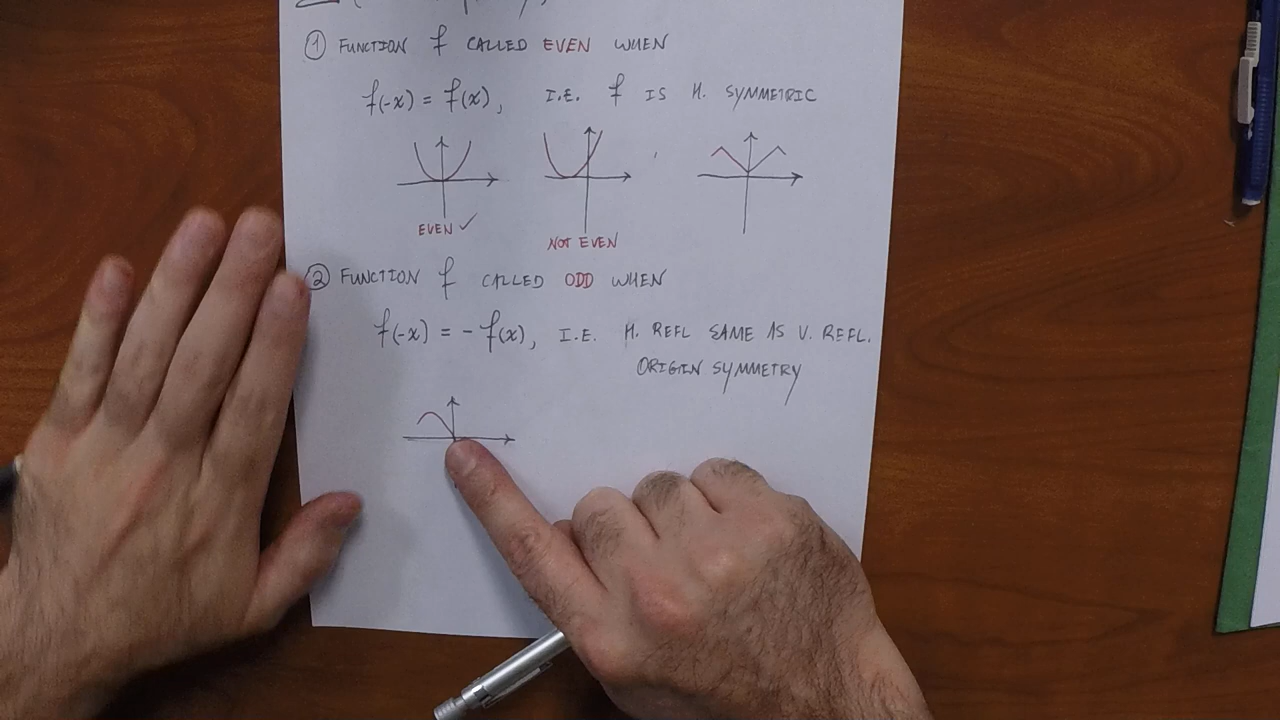 ① FUNCTION f CALLED EVEN WHEN
f(-x) = f(x), I.E. f IS H. SYMMETRIC
EVEN ✓
NOT EVEN
② FUNCTION f CALLED ODD WHEN
f(-x) = - f(x), I.E. H. REFL SAME AS V. REFL.
ORIGIN SYMMETRY